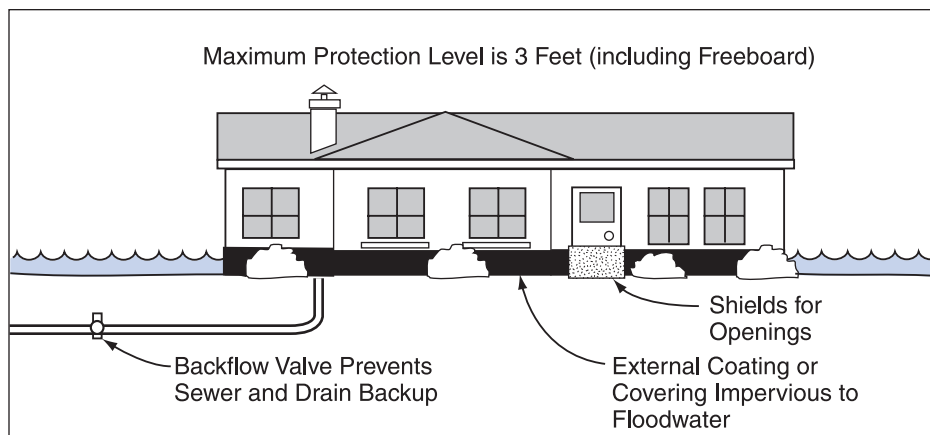 Maximum Protection Level is 3 Feet (including Freeboard)
Shields for
Openings
Backflow Valve Prevents
Sewer and Drain Backup
External Coating or
Covering Impervious to
Floodwater